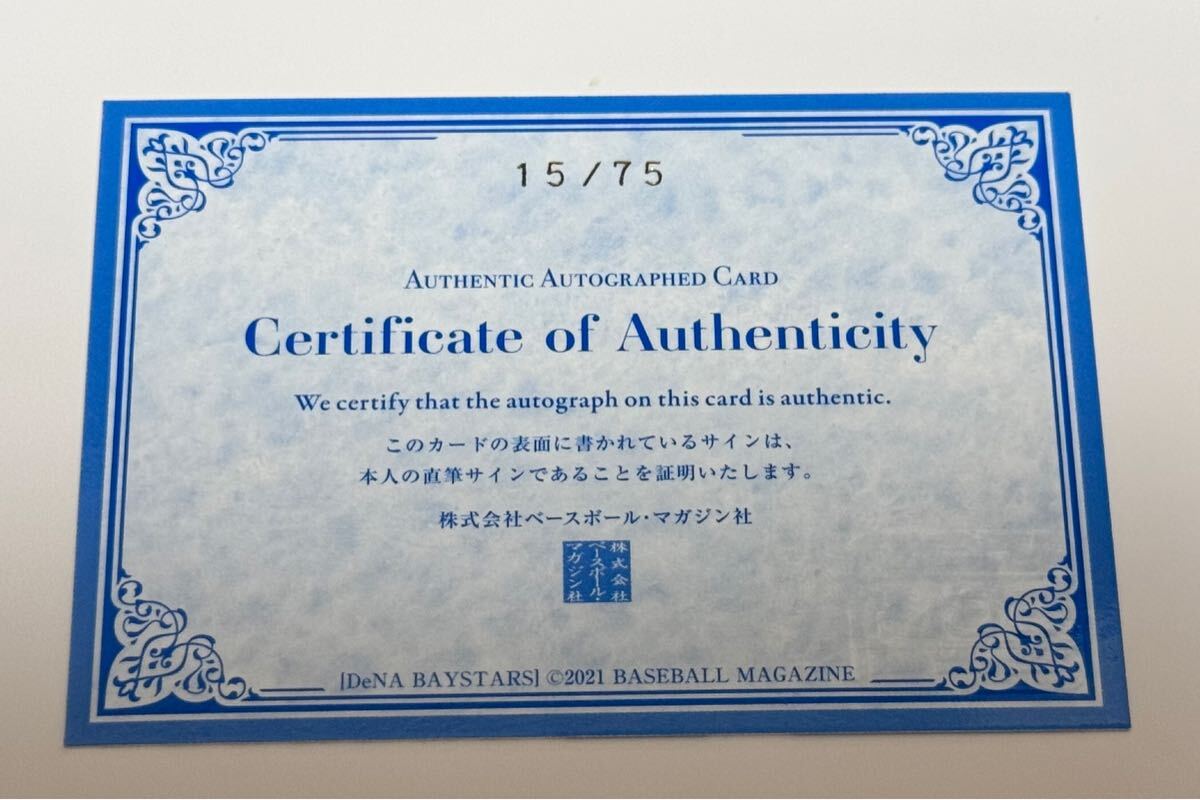 15/75
AUTHENTIC AUTOGRAPHED CARD
Certificate of Authenticity
We certify that the autograph on this card is authentic.
このカードの表面に書かれているサインは、
本人の直筆サインであることを証明いたします。
株式会社ベースボール・マガジン社
株式会社
ベースボール・
マガジン社
[DeNA BAYSTARS] ©2021 BASEBALL MAGAZINE